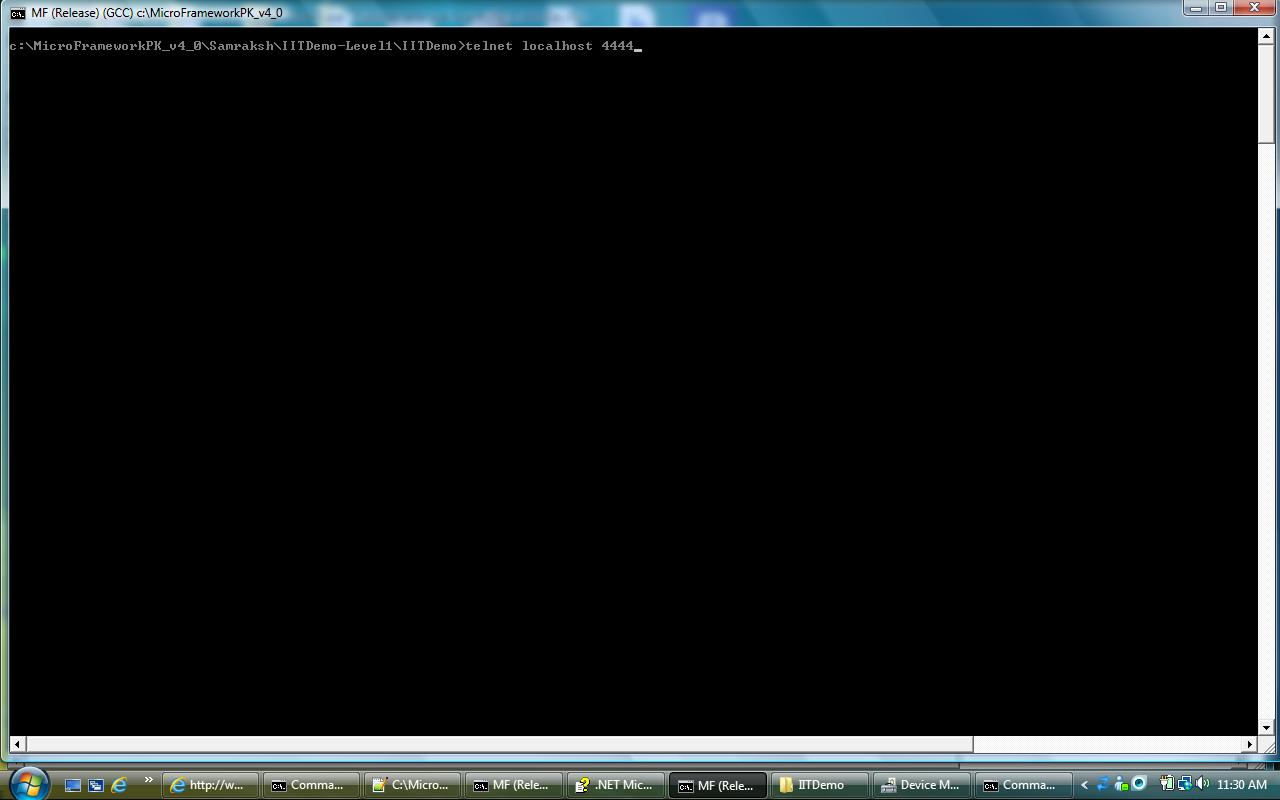 MF (Release) (GCC) c:\MicroFrameworkPK_v4_0
c:\MicroFrameworkPK_v4_0\Samraksh\IITDemo-Level1\IITDemo>telnet localhost 4444_
http://w...
Comma...
C:\Micro...
MF (Rele...
.NET Mic...
MF (Rele...
IITDemo
Device M...
Comma...
11:30 AM